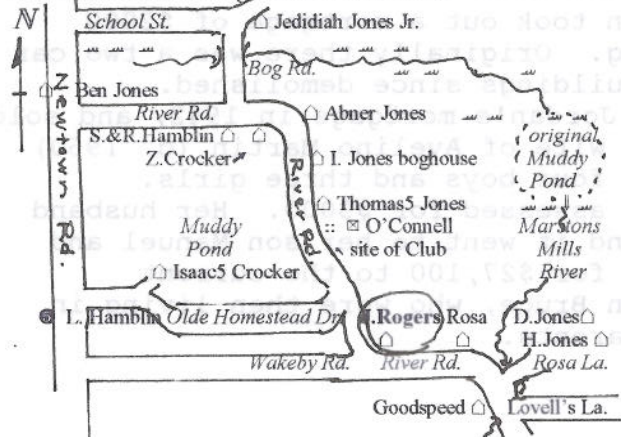 N
School St.
Jedidiah Jones Jr.
Bog Rd.
Ben Jones
Newtown Rd.
River Rd.
Abner Jones
S.&R.Hamblin
original
Z.Crocker
I. Jones boghouse
Muddy
Pond
River Rd
Thomas5 Jones
Muddy
O'Connell
Marstons
Pond
site of Club
Mills
Isaac5 Crocker
River
L. Hamblin
Olde Homestead Dr.
H.Rogers
Rosa
D.Jones
H.Jones
Wakeby Rd.
River Rd.
Rosa La.
Goodspeed
Lovell's La.